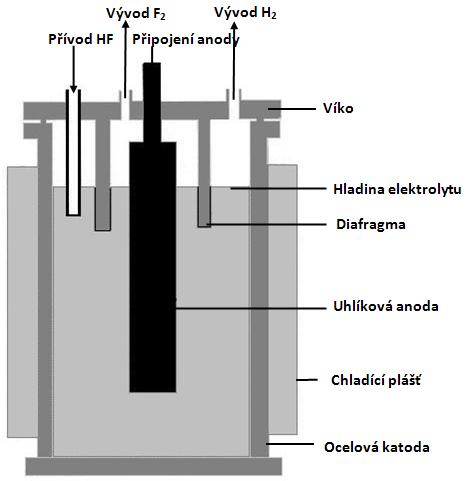 Vývod F₂
Vývod H₂
Přívod HF
Připojení anody
Víko
Hladina elektrolytu
Diafragma
Uhlíková anoda
Chladící plášť
Ocelová katoda